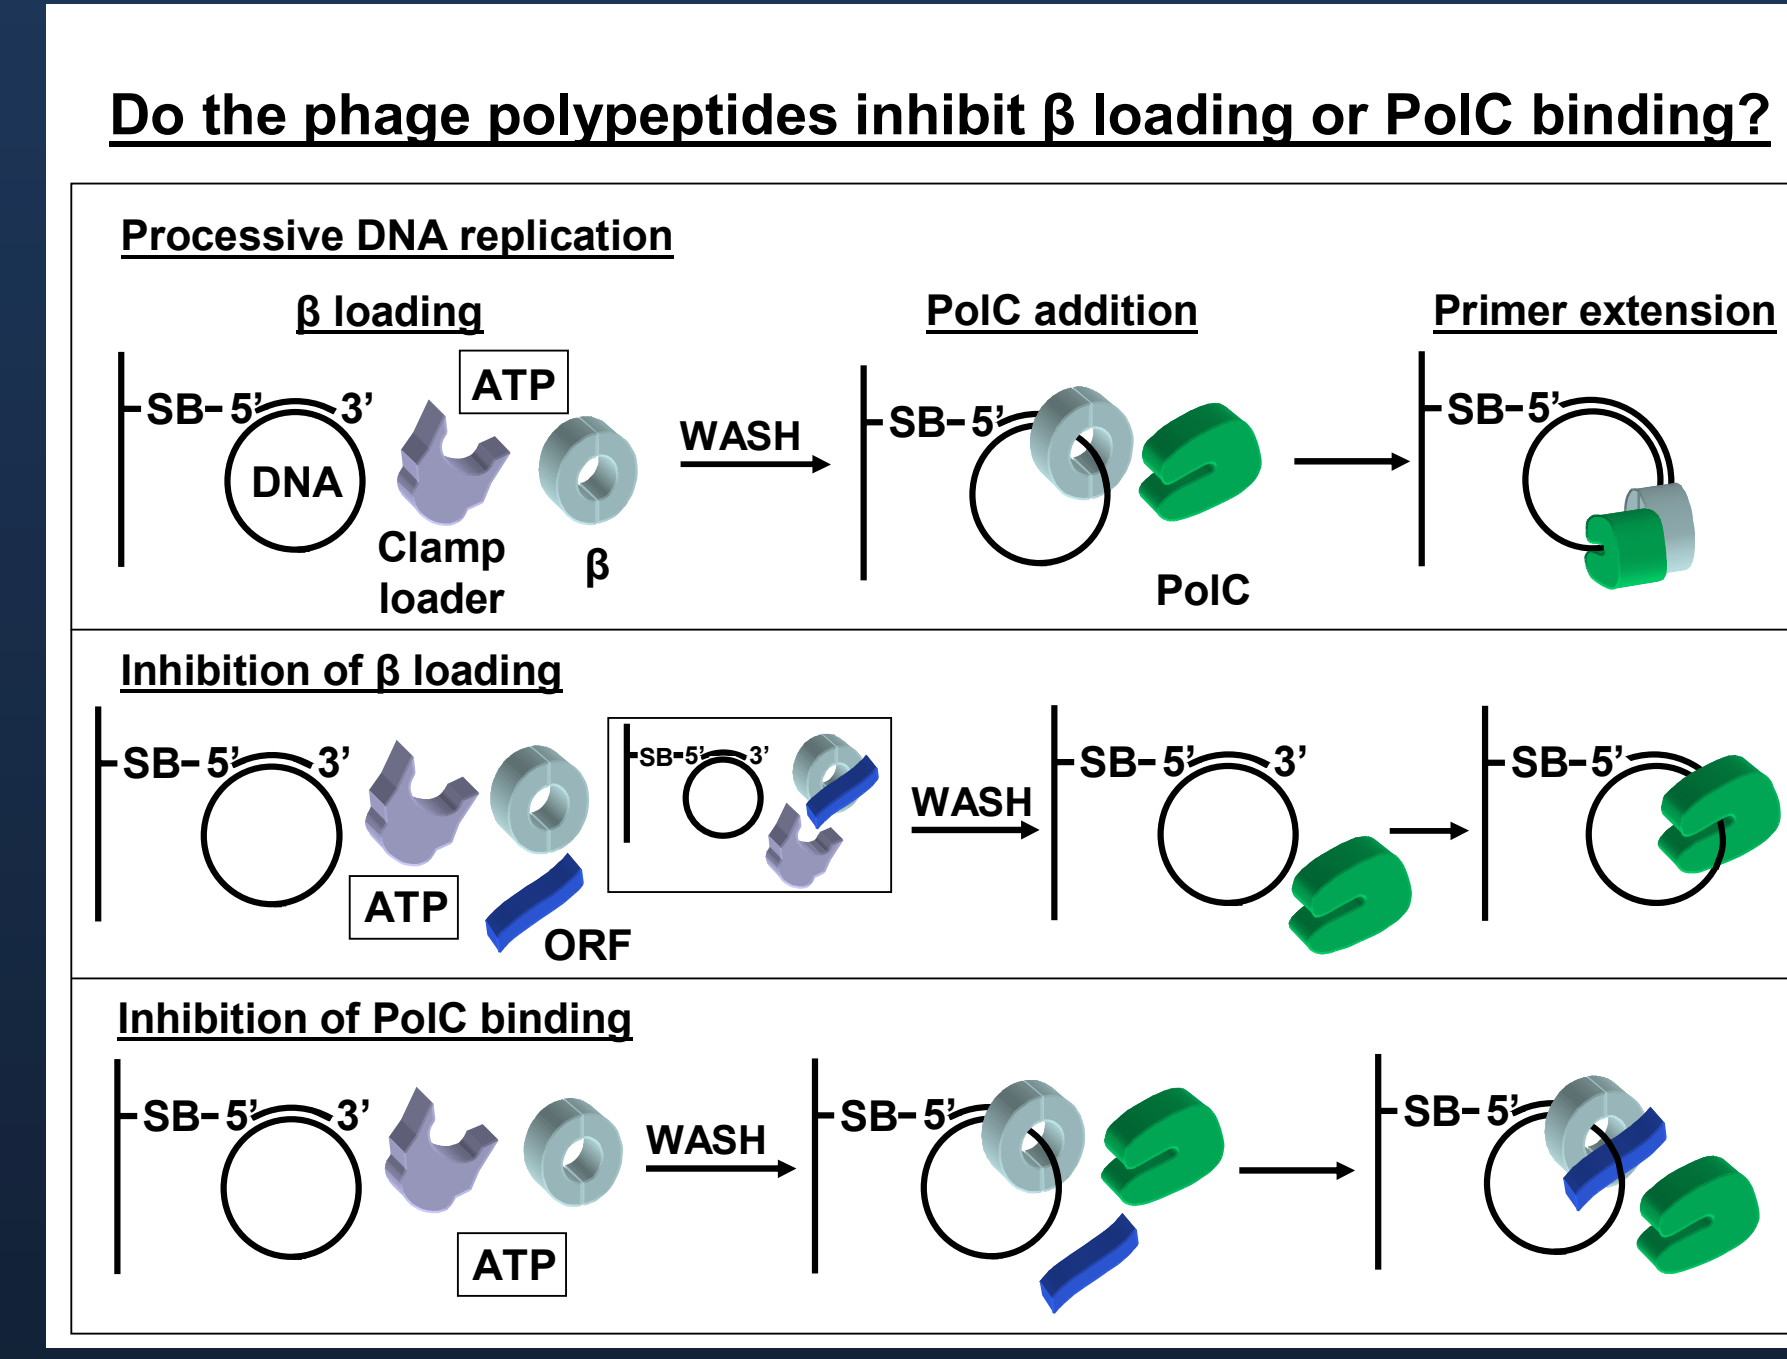 Do the phage polypeptides inhibit β loading or PolC binding?
Processive DNA replication
β loading
PolC addition
Primer extension
ATP
SB 5’ 3’
DNA
Clamp
loader
β
WASH
SB 5’
PolC
SB 5’
Inhibition of β loading
SB 5’ 3’
ATP
ORF
SB 5’ 3’
WASH
SB 5’ 3’
SB 5’
Inhibition of PolC binding
SB 5’ 3’
ATP
WASH
SB 5’
SB 5’